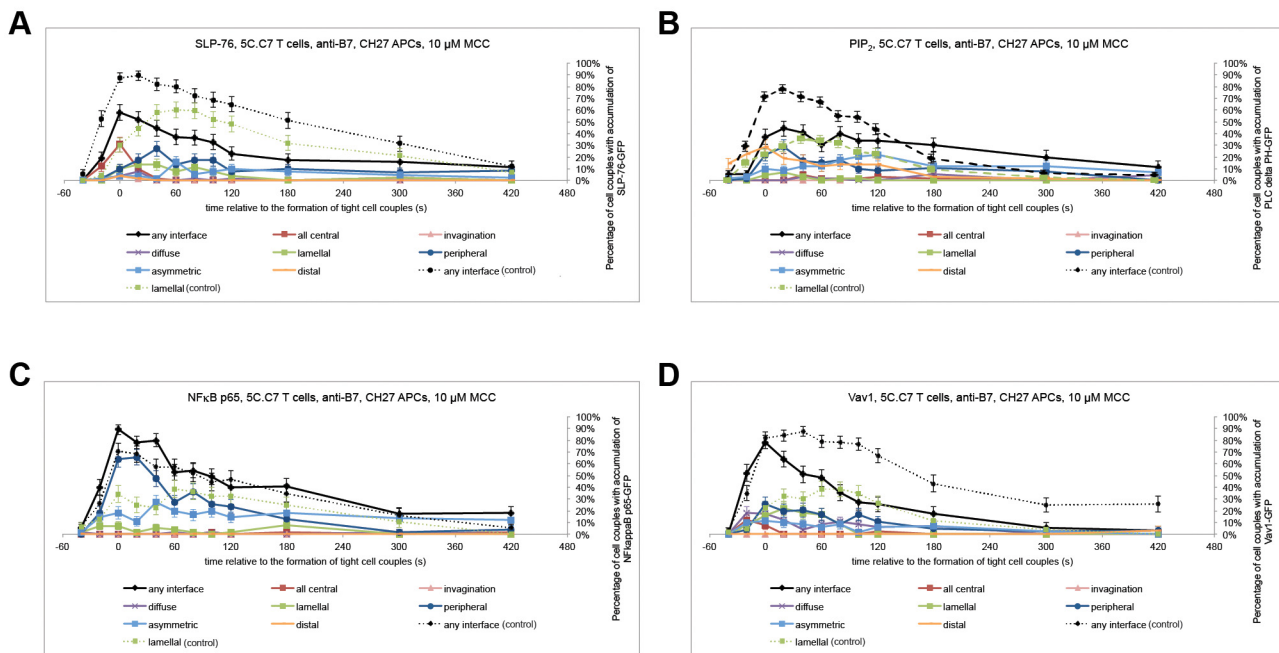 A
SLP-76, 5C.C7 T cells, anti-B7, CH27 APCs, 10 µM MCC
100%
90%
80%
70%
60%
50%
40%
30%
20%
10%
0%
Percentage of cell couples with accumulation of
SLP-76-GFP
-60 0 60 120 180 240 300 360 420 480
time relative to the formation of tight cell couples (s)
any interface all central invagination
diffuse lamellal peripheral
asymmetric distal any interface (control)
lamellal (control)
B
PIP2, 5C.C7 T cells, anti-B7, CH27 APCs, 10 µM MCC
100%
90%
80%
70%
60%
50%
40%
30%
20%
10%
0%
Percentage of cell couples with accumulation of
PLC delta PH-GFP
-60 0 60 120 180 240 300 360 420 480
time relative to the formation of tight cell couples (s)
any interface all central invagination
diffuse lamellal peripheral
asymmetric distal any interface (control)
lamellal (control)
C
NFκB p65, 5C.C7 T cells, anti-B7, CH27 APCs, 10 µM MCC
100%
90%
80%
70%
60%
50%
40%
30%
20%
10%
0%
Percentage of cell couples with accumulation of
NFkappaB p65-GFP
-60 0 60 120 180 240 300 360 420 480
time relative to the formation of tight cell couples (s)
any interface all central invagination
diffuse lamellal peripheral
asymmetric distal any interface (control)
lamellal (control)
D
Vav1, 5C.C7 T cells, anti-B7, CH27 APCs, 10 µM MCC
100%
90%
80%
70%
60%
50%
40%
30%
20%
10%
0%
Percentage of cell couples with accumulation of
Vav1-GFP
-60 0 60 120 180 240 300 360 420 480
time relative to the formation of tight cell couples (s)
any interface all central invagination
diffuse lamellal peripheral
asymmetric distal any interface (control)
lamellal (control)